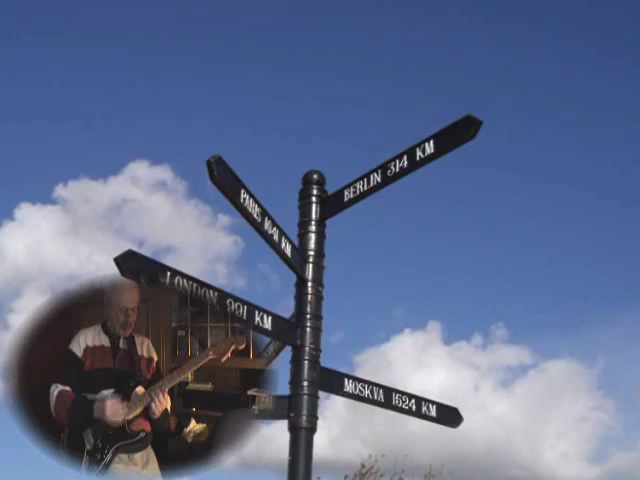 BERLIN 314 KM
PARIS 1041 KM
LONDON 991 KM
MOSKVA 1624 KM